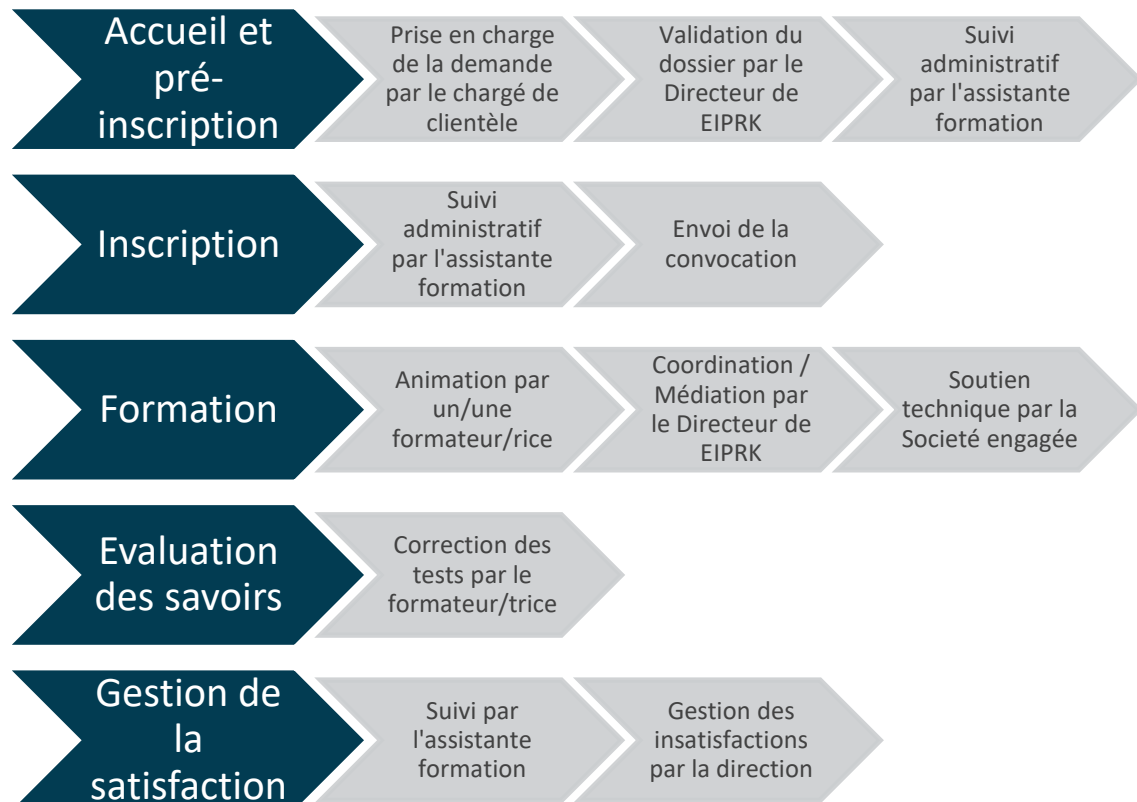 Accueil et
pré-
inscription
Prise en charge
de la demande
par le chargé de
clientèle
Validation du
dossier par le
Directeur de
EIPRK
Suivi
administratif
par l'assistante
formation
Inscription
Suivi
administratif
par l'assistante
formation
Envoi de la
convocation
Formation
Animation par
un/une
formateur/rice
Coordination /
Médiation par
le Directeur de
EIPRK
Soutien
technique par la
Societé engagée
Evaluation
des savoirs
Correction des
tests par le
formateur/trice
Gestion de
la
satisfaction
Suivi par
l'assistante
formation
Gestion des
insatisfactions
par la direction